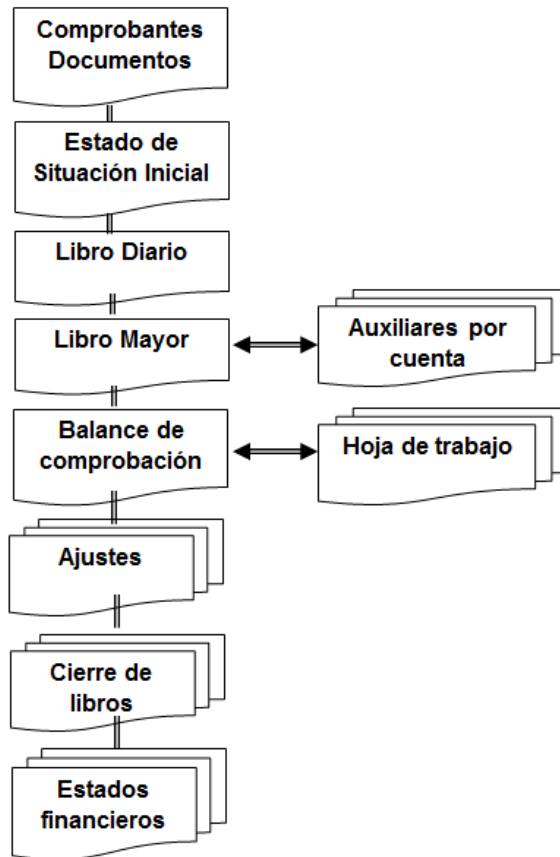 Comprobantes
Documentos
Estado de
Situación Inicial
Libro Diario
Libro Mayor
Auxiliares por
cuenta
Balance de
comprobación
Hoja de trabajo
Ajustes
Cierre de
libros
Estados
financieros